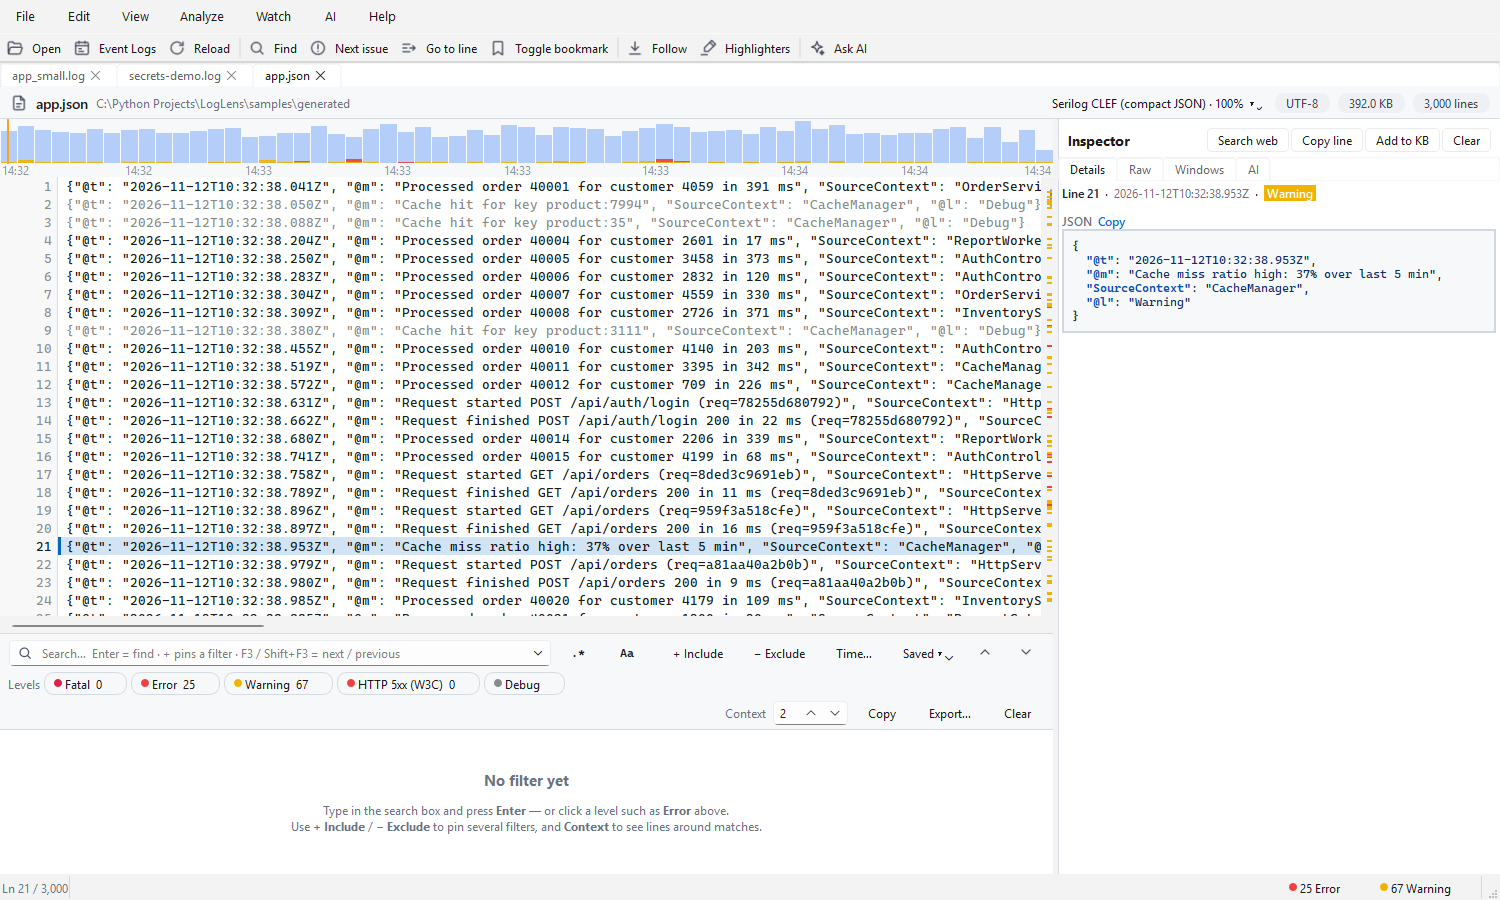 File Edit View Analyze Watch AI Help
Open Event Logs Reload Find Next issue Go to line Toggle bookmark Follow Highlighters Ask AI
app_small.log secrets-demo.log app.json
app.json C:\Python Projects\LogLens\samples\generated Serilog CLEF (compact JSON) · 100% UTF-8 392.0 KB 3,000 lines
14:32 14:32 14:33 14:33 14:33 14:33 14:34 14:34 14:34
1 {"@t": "2026-11-12T10:32:38.041Z", "@m": "Processed order 40001 for customer 4059 in 391 ms", "SourceContext": "OrderServi
2 {"@t": "2026-11-12T10:32:38.050Z", "@m": "Cache hit for key product:7994", "SourceContext": "CacheManager", "@l": "Debug"}
3 {"@t": "2026-11-12T10:32:38.088Z", "@m": "Cache hit for key product:35", "SourceContext": "CacheManager", "@l": "Debug"}
4 {"@t": "2026-11-12T10:32:38.204Z", "@m": "Processed order 40004 for customer 2601 in 17 ms", "SourceContext": "ReportWorke
5 {"@t": "2026-11-12T10:32:38.250Z", "@m": "Processed order 40005 for customer 3458 in 373 ms", "SourceContext": "AuthContro
6 {"@t": "2026-11-12T10:32:38.283Z", "@m": "Processed order 40006 for customer 2832 in 120 ms", "SourceContext": "AuthContro
7 {"@t": "2026-11-12T10:32:38.304Z", "@m": "Processed order 40007 for customer 4559 in 330 ms", "SourceContext": "OrderServi
8 {"@t": "2026-11-12T10:32:38.309Z", "@m": "Processed order 40008 for customer 2726 in 371 ms", "SourceContext": "InventoryS
9 {"@t": "2026-11-12T10:32:38.380Z", "@m": "Cache hit for key product:3111", "SourceContext": "CacheManager", "@l": "Debug"}
10 {"@t": "2026-11-12T10:32:38.455Z", "@m": "Processed order 40010 for customer 4140 in 203 ms", "SourceContext": "AuthContro
11 {"@t": "2026-11-12T10:32:38.519Z", "@m": "Processed order 40011 for customer 3395 in 342 ms", "SourceContext": "CacheManag
12 {"@t": "2026-11-12T10:32:38.572Z", "@m": "Processed order 40012 for customer 709 in 226 ms", "SourceContext": "CacheManage
13 {"@t": "2026-11-12T10:32:38.631Z", "@m": "Request started POST /api/auth/login (req=78255d680792)", "SourceContext": "Http
14 {"@t": "2026-11-12T10:32:38.662Z", "@m": "Request finished POST /api/auth/login 200 in 22 ms (req=78255d680792)", "SourceC
15 {"@t": "2026-11-12T10:32:38.680Z", "@m": "Processed order 40014 for customer 2206 in 339 ms", "SourceContext": "ReportWork
16 {"@t": "2026-11-12T10:32:38.741Z", "@m": "Processed order 40015 for customer 4199 in 68 ms", "SourceContext": "AuthControl
17 {"@t": "2026-11-12T10:32:38.758Z", "@m": "Request started GET /api/orders (req=8ded3c9691eb)", "SourceContext": "HttpServe
18 {"@t": "2026-11-12T10:32:38.789Z", "@m": "Request finished GET /api/orders 200 in 11 ms (req=8ded3c9691eb)", "SourceContex
19 {"@t": "2026-11-12T10:32:38.896Z", "@m": "Request started GET /api/orders (req=959f3a518cfe)", "SourceContext": "HttpServe
20 {"@t": "2026-11-12T10:32:38.897Z", "@m": "Request finished GET /api/orders 200 in 16 ms (req=959f3a518cfe)", "SourceContex
21 {"@t": "2026-11-12T10:32:38.953Z", "@m": "Cache miss ratio high: 37% over last 5 min", "SourceContext": "CacheManager", "@
22 {"@t": "2026-11-12T10:32:38.979Z", "@m": "Request started POST /api/orders (req=a81aa40a2b0b)", "SourceContext": "HttpServ
23 {"@t": "2026-11-12T10:32:38.980Z", "@m": "Request finished POST /api/orders 200 in 9 ms (req=a81aa40a2b0b)", "SourceContex
24 {"@t": "2026-11-12T10:32:38.985Z", "@m": "Processed order 40020 for customer 4179 in 109 ms", "SourceContext": "InventoryS
Search... Enter = find · + pins a filter · F3 / Shift+F3 = next / previous .* Aa + Include − Exclude Time... Saved
Levels Fatal 0 Error 25 Warning 67 HTTP 5xx (W3C) 0 Debug
Context 2 Copy Export... Clear
No filter yet
Type in the search box and press Enter — or click a level such as Error above.
Use + Include / − Exclude to pin several filters, and Context to see lines around matches.
Inspector Search web Copy line Add to KB Clear
Details Raw Windows AI
Line 21 · 2026-11-12T10:32:38.953Z · Warning
JSON Copy
{
"@t": "2026-11-12T10:32:38.953Z",
"@m": "Cache miss ratio high: 37% over last 5 min",
"SourceContext": "CacheManager",
"@l": "Warning"
}
Ln 21 / 3,000 25 Error 67 Warning